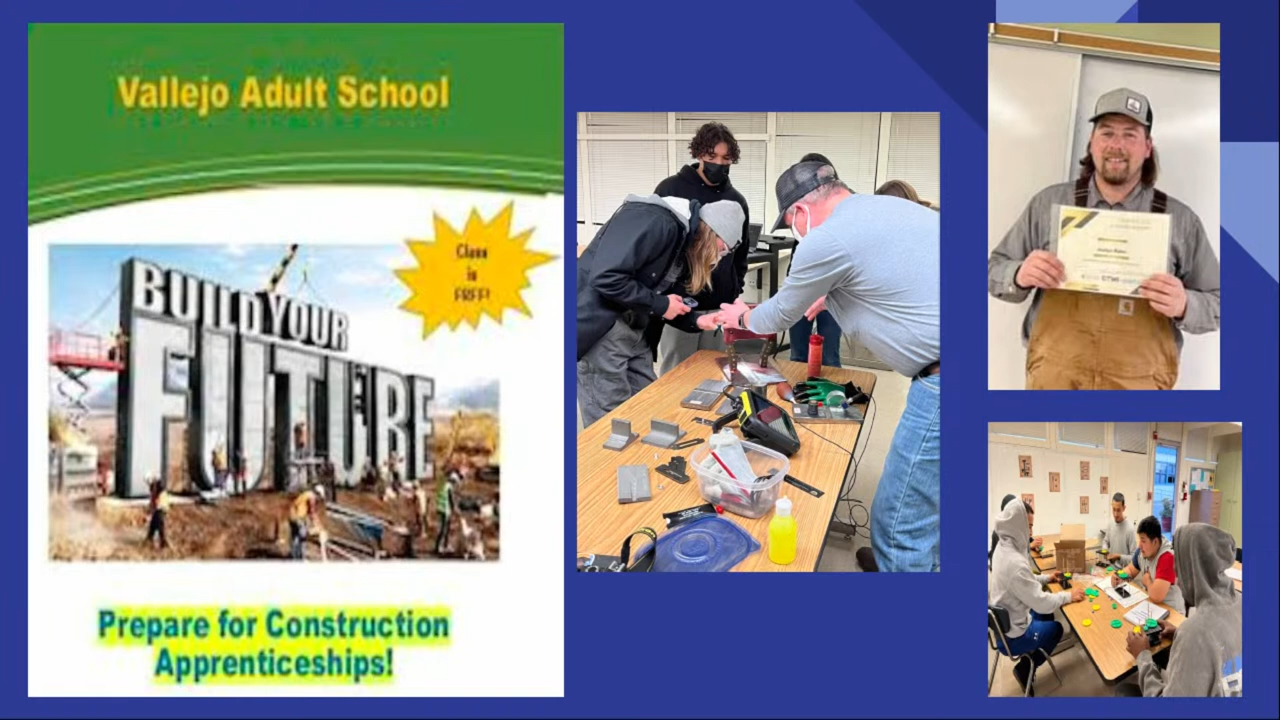 Vallejo Adult School
Class
is
FREE!
BUILD YOUR
FUTURE
Prepare for Construction
Apprenticeships!